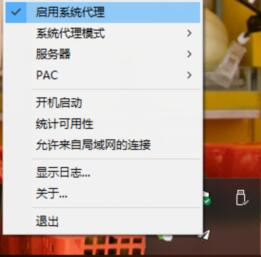 启用系统代理
系统代理模式
服务器
PAC
开机启动
统计可用性
允许来自局域网的连接
显示日志...
关于...
退出